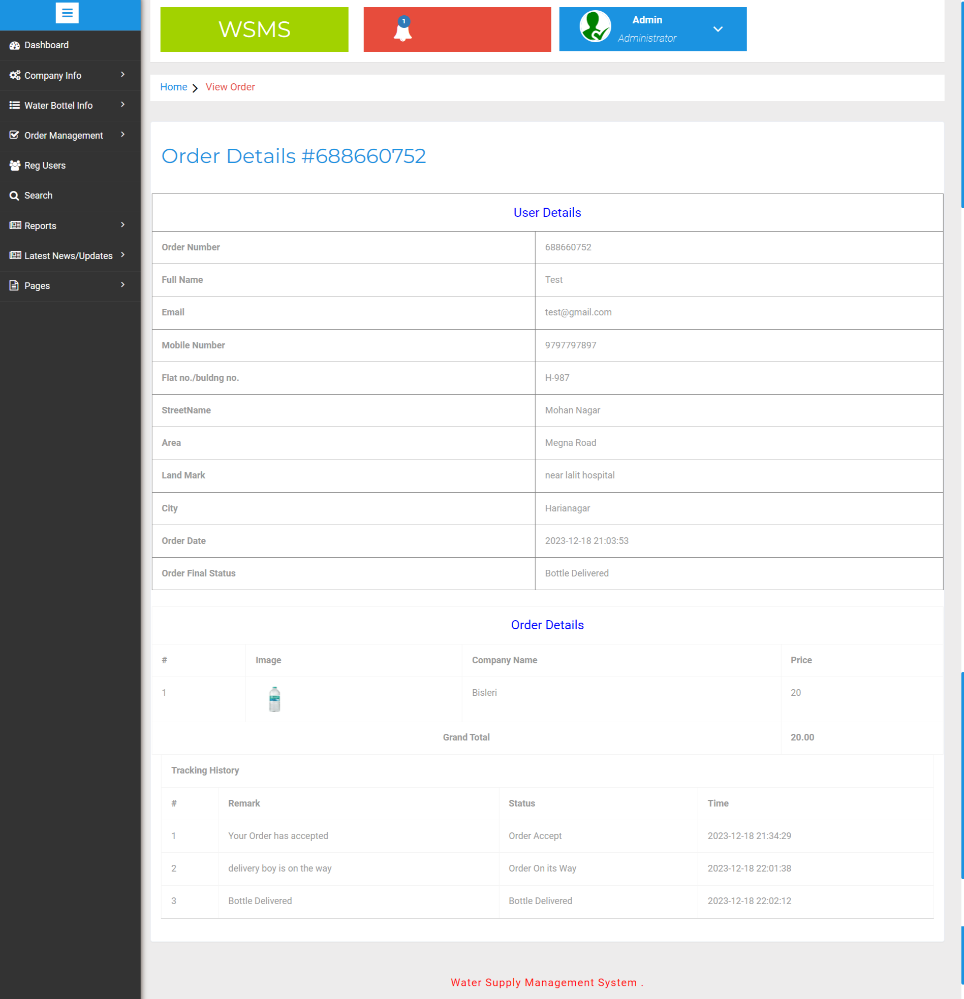 WSMS
1
Admin
Administrator
Dashboard
Company Info
Water Bottel Info
Order Management
Reg Users
Search
Reports
Latest News/Updates
Pages
Home View Order
Order Details #688660752
User Details
Order Number 688660752
Full Name Test
Email test@gmail.com
Mobile Number 9797797897
Flat no./buldng no. H-987
StreetName Mohan Nagar
Area Megna Road
Land Mark near lalit hospital
City Harianagar
Order Date 2023-12-18 21:03:53
Order Final Status Bottle Delivered
Order Details
# Image Company Name Price
1 Bisleri 20
Grand Total 20.00
Tracking History
# Remark Status Time
1 Your Order has accepted Order Accept 2023-12-18 21:34:29
2 delivery boy is on the way Order On its Way 2023-12-18 22:01:38
3 Bottle Delivered Bottle Delivered 2023-12-18 22:02:12
Water Supply Management System .